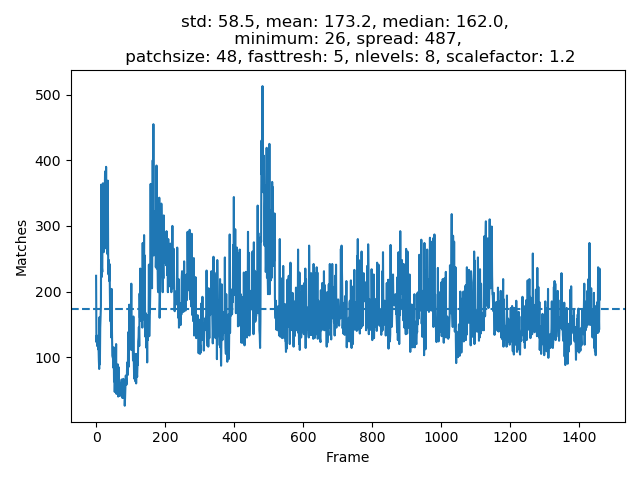 std: 58.5, mean: 173.2, median: 162.0,
minimum: 26, spread: 487,
patchsize: 48, fasttresh: 5, nlevels: 8, scalefactor: 1.2
500
400
300
200
100
Matches
0 200 400 600 800 1000 1200 1400
Frame